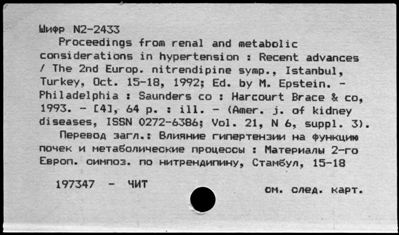 Шифр N2-2433
Proceedings from renal and metabolic
considerations in hypertension : Recent advances
/ The 2nd Europ. nitrendipine symp., Istanbul,
Turkey, Oct. 15-18, 1992; Ed. by M. Epstein. -
Philadelphia : Saunders co : Harcourt Brace & co,
1993. - [4], 64 p. : ill. - (Amer. j. of kidney
diseases, ISSN 0272-6386; Vol. 21, N 6, suppl. 3).
Перевод загл.: Влияние гипертензии на функцию
почек и метаболические процессы : Материалы 2-го
Европ. симпоз. по нитрендипину, Стамбул, 15-18
197347 - ЧИТ
см. след. карт.